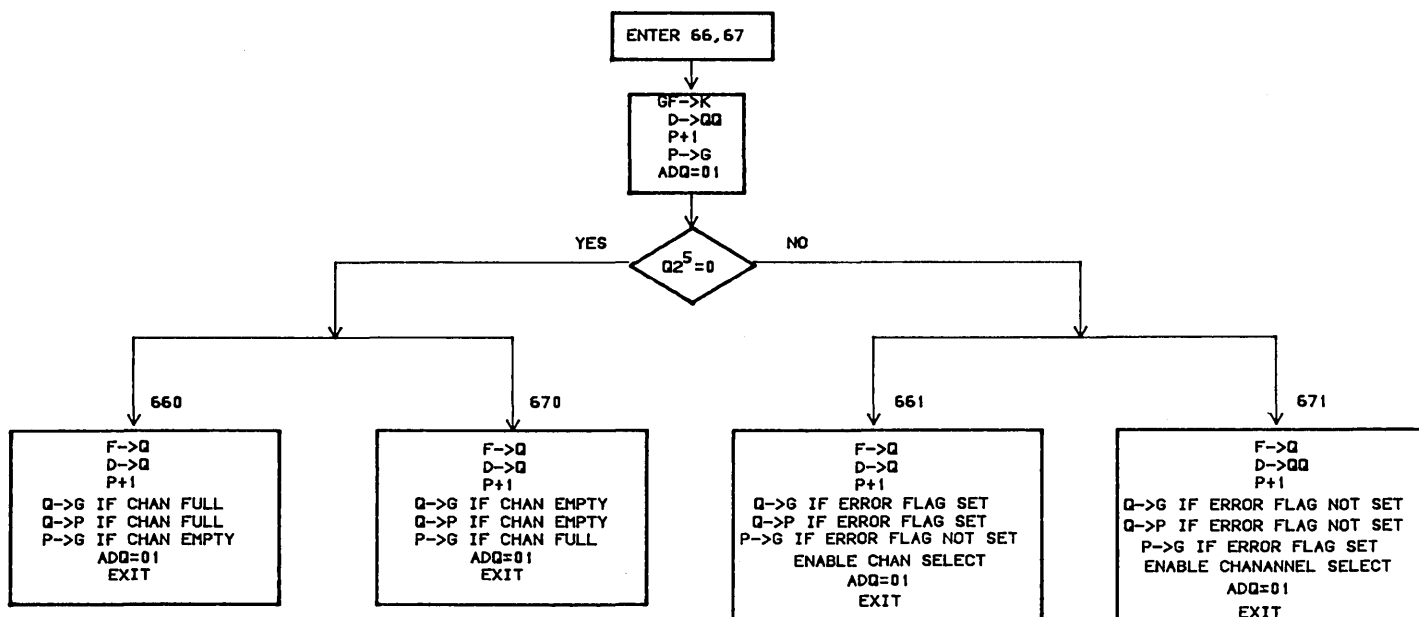 ENTER 66,67
GF->K
D->QQ
P+1
P->G
ADQ=01
YES
NO
Q2⁵=0
660
670
661
671
F->Q
D->Q
P+1
Q->G IF CHAN FULL
Q->P IF CHAN FULL
P->G IF CHAN EMPTY
ADQ=01
EXIT
F->Q
D->Q
P+1
Q->G IF CHAN EMPTY
Q->P IF CHAN EMPTY
P->G IF CHAN FULL
ADQ=01
EXIT
F->Q
D->Q
P+1
Q->G IF ERROR FLAG SET
Q->P IF ERROR FLAG SET
P->G IF ERROR FLAG NOT SET
ENABLE CHAN SELECT
ADQ=01
EXIT
F->Q
D->QQ
P+1
Q->G IF ERROR FLAG NOT SET
Q->P IF ERROR FLAG NOT SET
P->G IF ERROR FLAG SET
ENABLE CHANANNEL SELECT
ADQ=01
EXIT